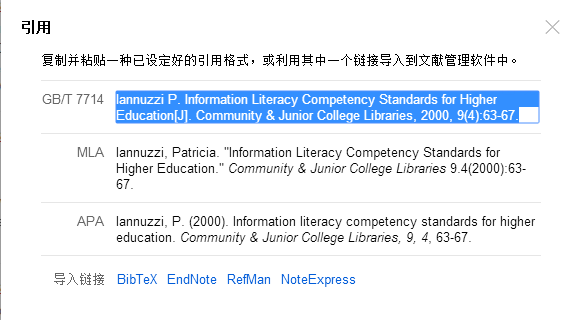 引用
复制并粘贴一种已设定好的引用格式，或利用其中一个链接导入到文献管理软件中。
GB/T 7714 Iannuzzi P. Information Literacy Competency Standards for Higher
Education[J]. Community & Junior College Libraries, 2000, 9(4):63-67.
MLA Iannuzzi, Patricia. "Information Literacy Competency Standards for
Higher Education." Community & Junior College Libraries 9.4(2000):63-
67.
APA Iannuzzi, P. (2000). Information literacy competency standards for higher
education. Community & Junior College Libraries, 9, 4, 63-67.
导入链接 BibTeX EndNote RefMan NoteExpress